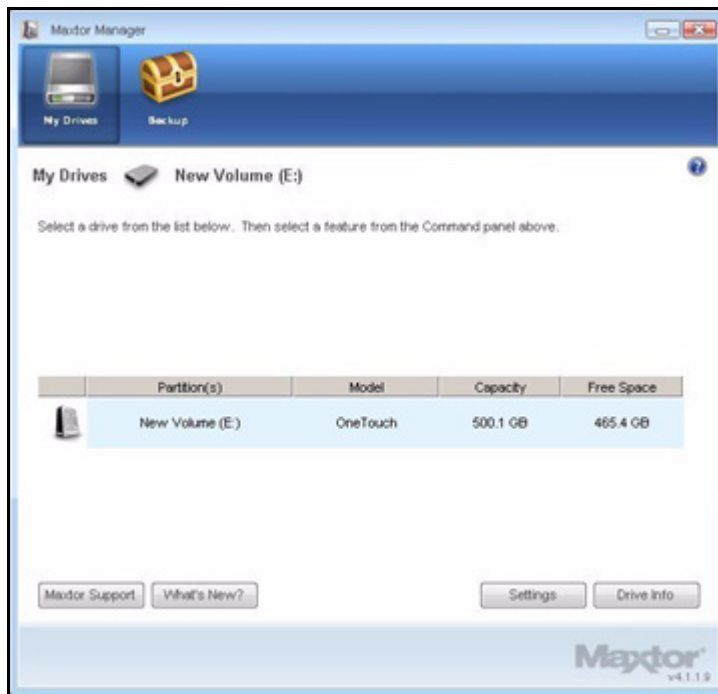 Maxtor Manager
My Drives Backup
My Drives New Volume (E:)
Select a drive from the list below. Then select a feature from the Command panel above.
Partition(s) Model Capacity Free Space
New Volume (E:) OneTouch 500.1 GB 465.4 GB
Maxtor Support What's New? Settings Drive Info
Maxtor
v4.1.1.9